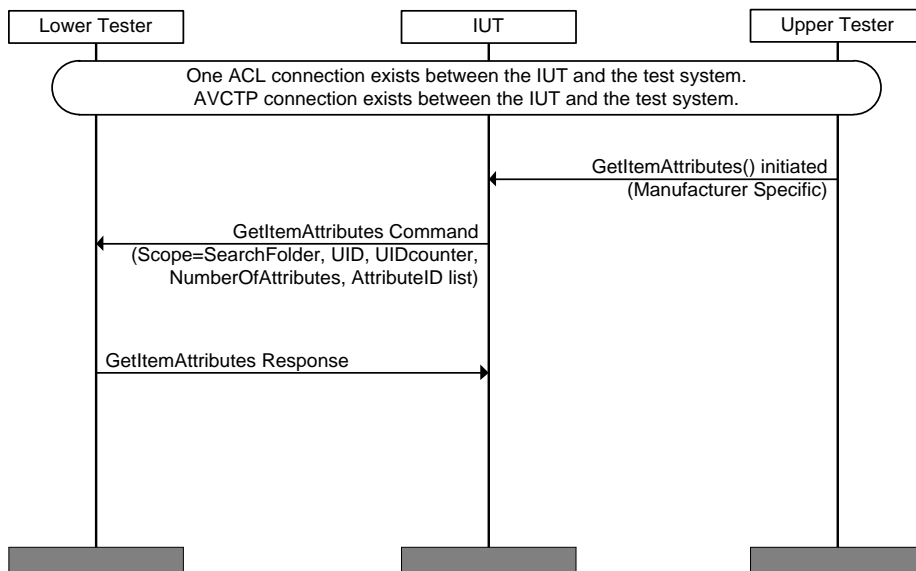 Lower Tester
IUT
Upper Tester
One ACL connection exists between the IUT and the test system.
AVCTP connection exists between the IUT and the test system.
GetItemAttributes() initiated
(Manufacturer Specific)
GetItemAttributes Command
(Scope=SearchFolder, UID, UIDcounter,
NumberOfAttributes, AttributeID list)
GetItemAttributes Response